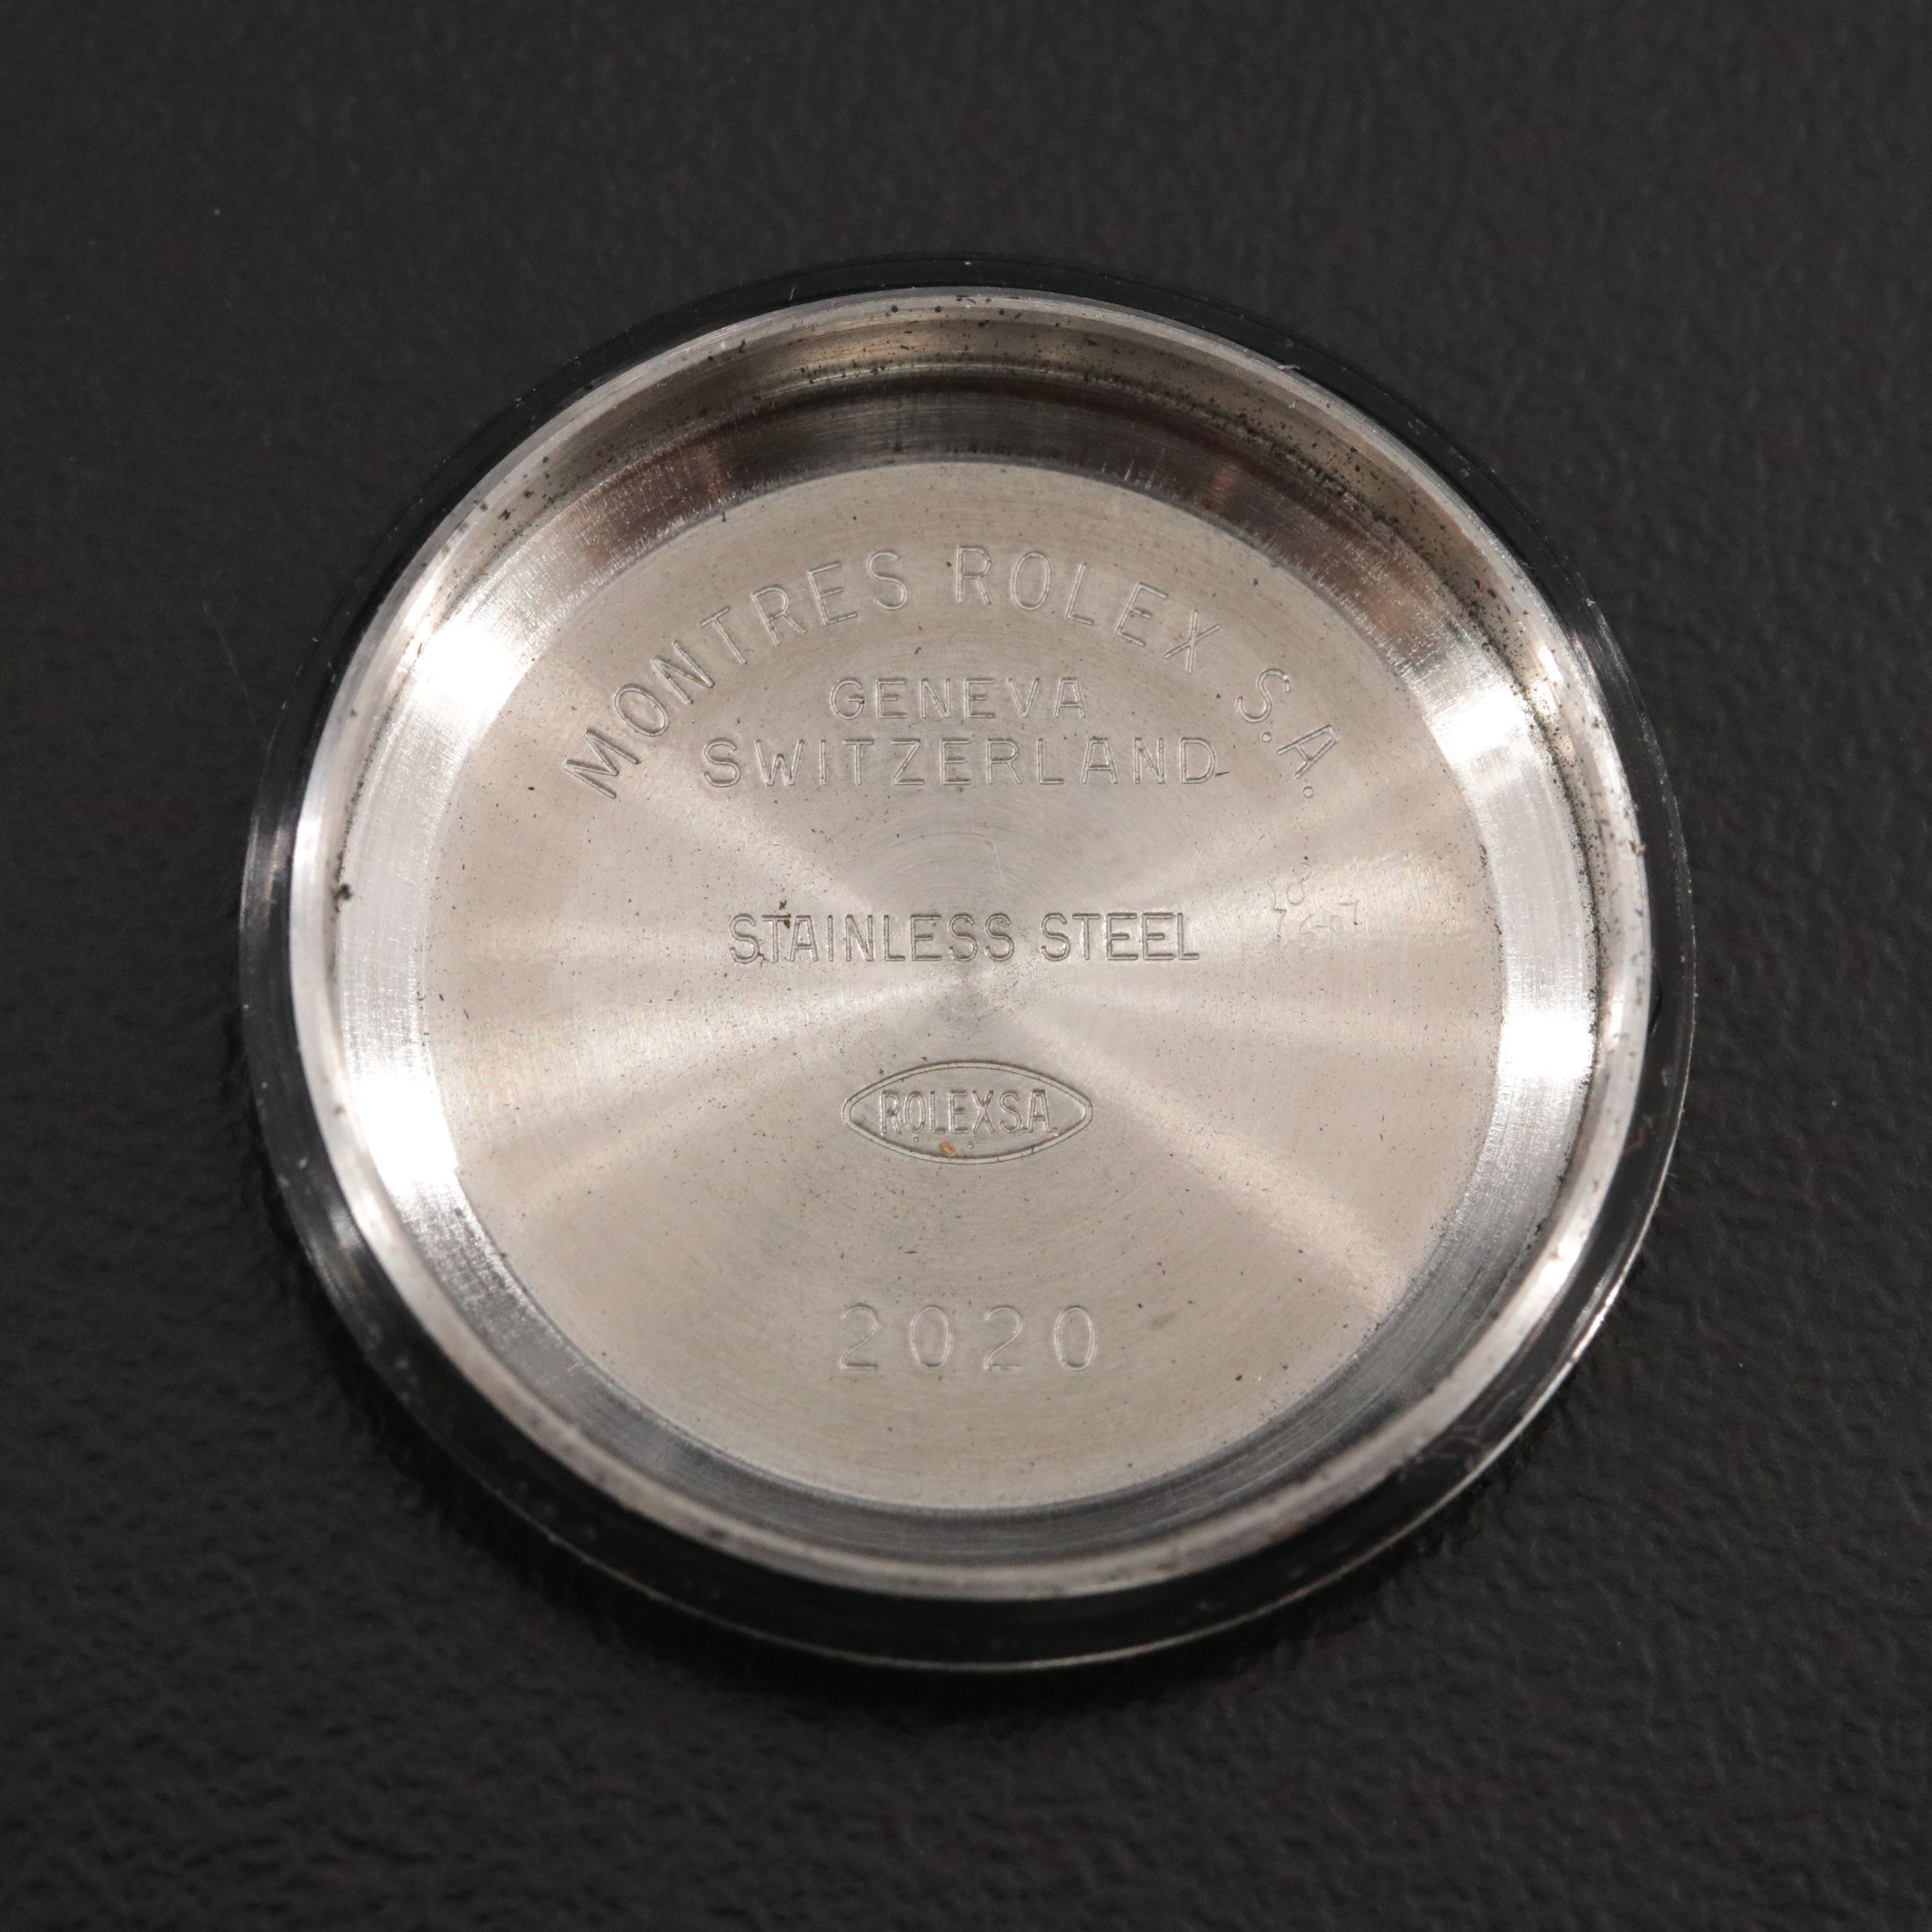 MONTRES ROLEX S.A.
GENEVA
SWITZERLAND
STAINLESS STEEL
ROLEXSA
2020